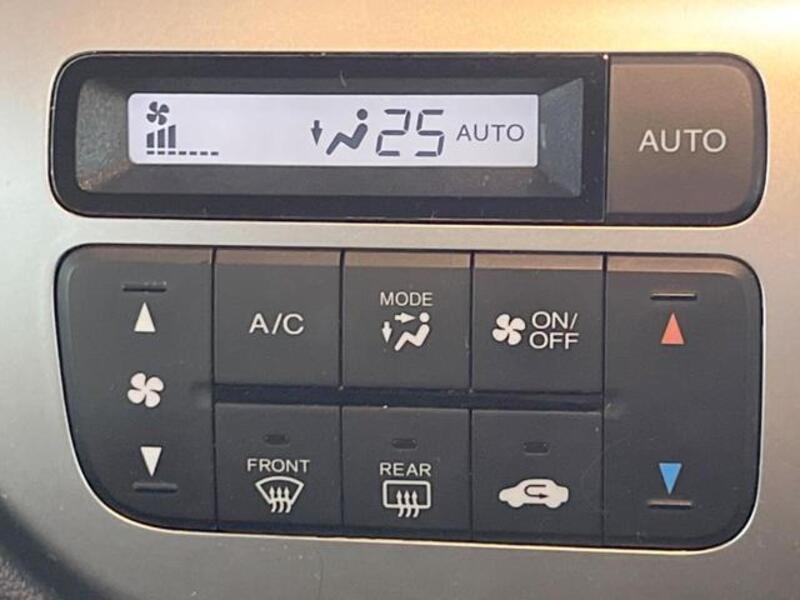 25 AUTO
AUTO
A/C
MODE
ON/
OFF
FRONT
REAR